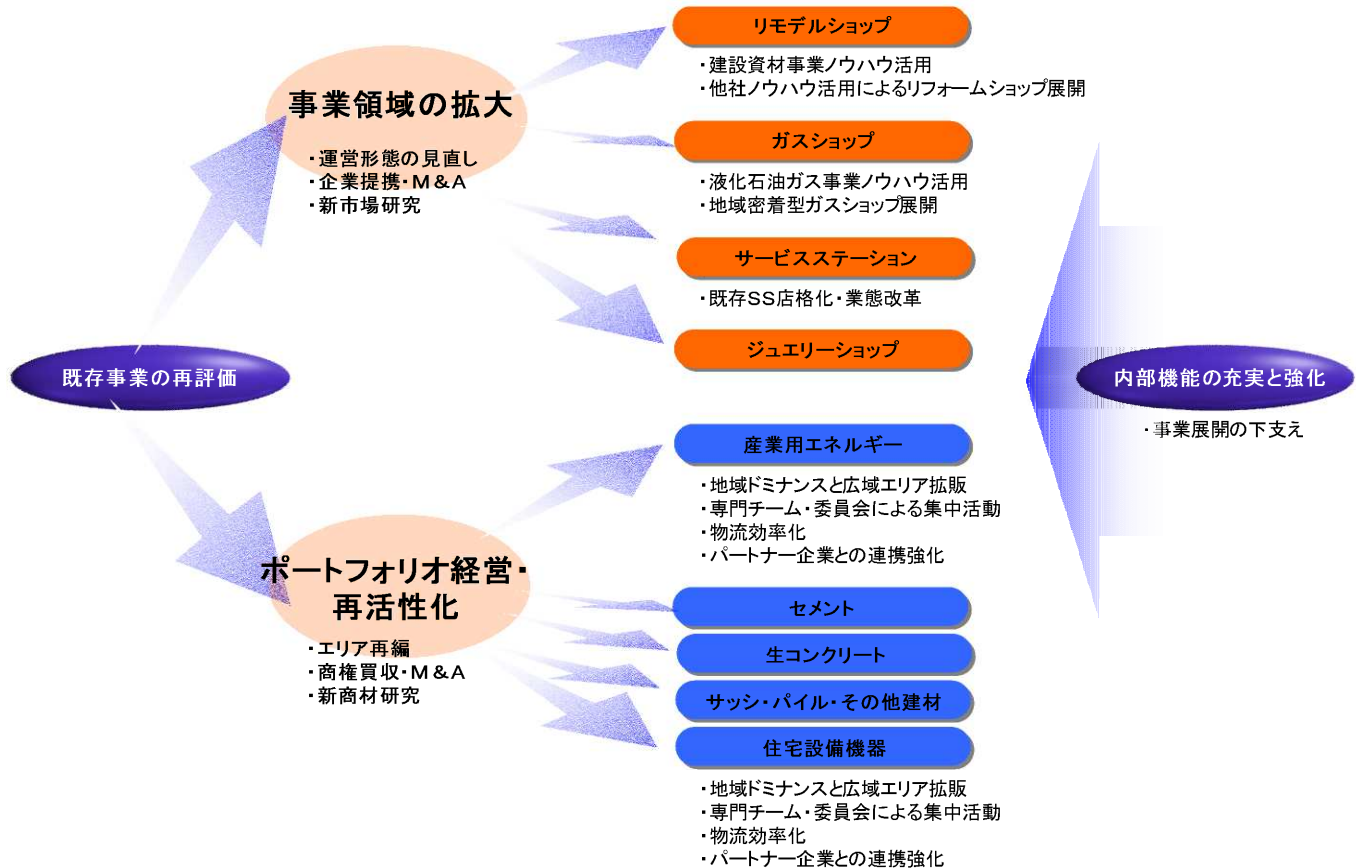 既存事業の再評価
事業領域の拡大
・運営形態の見直し
・企業提携・M&A
・新市場研究
リモデルショップ
・建設資材事業ノウハウ活用
・他社ノウハウ活用によるリフォームショップ展開
ガスショップ
・液化石油ガス事業ノウハウ活用
・地域密着型ガスショップ展開
サービスステーション
・既存SS店格化・業態改革
ジュエリーショップ
ポートフォリオ経営・
再活性化
・エリア再編
・商権買収・M&A
・新商材研究
産業用エネルギー
・地域ドミナンスと広域エリア拡販
・専門チーム・委員会による集中活動
・物流効率化
・パートナー企業との連携強化
セメント
生コンクリート
サッシ・パイル・その他建材
住宅設備機器
・地域ドミナンスと広域エリア拡販
・専門チーム・委員会による集中活動
・物流効率化
・パートナー企業との連携強化
内部機能の充実と強化
・事業展開の下支え